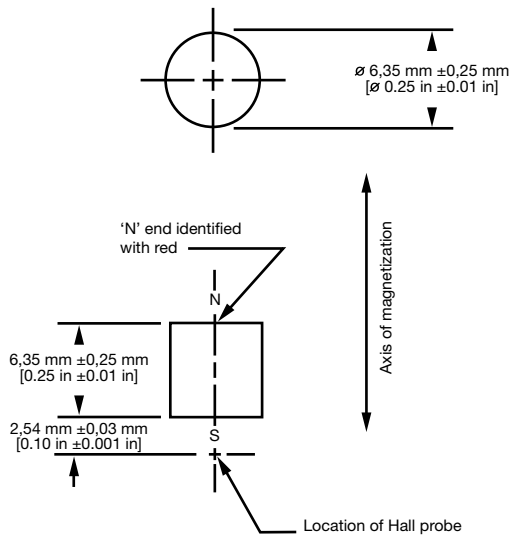 ø 6,35 mm ±0,25 mm
[ø 0.25 in ±0.01 in]
'N' end identified
with red
Axis of magnetization
N
6,35 mm ±0,25 mm
[0.25 in ±0.01 in]
2,54 mm ±0,03 mm
[0.10 in ±0.001 in]
S
Location of Hall probe